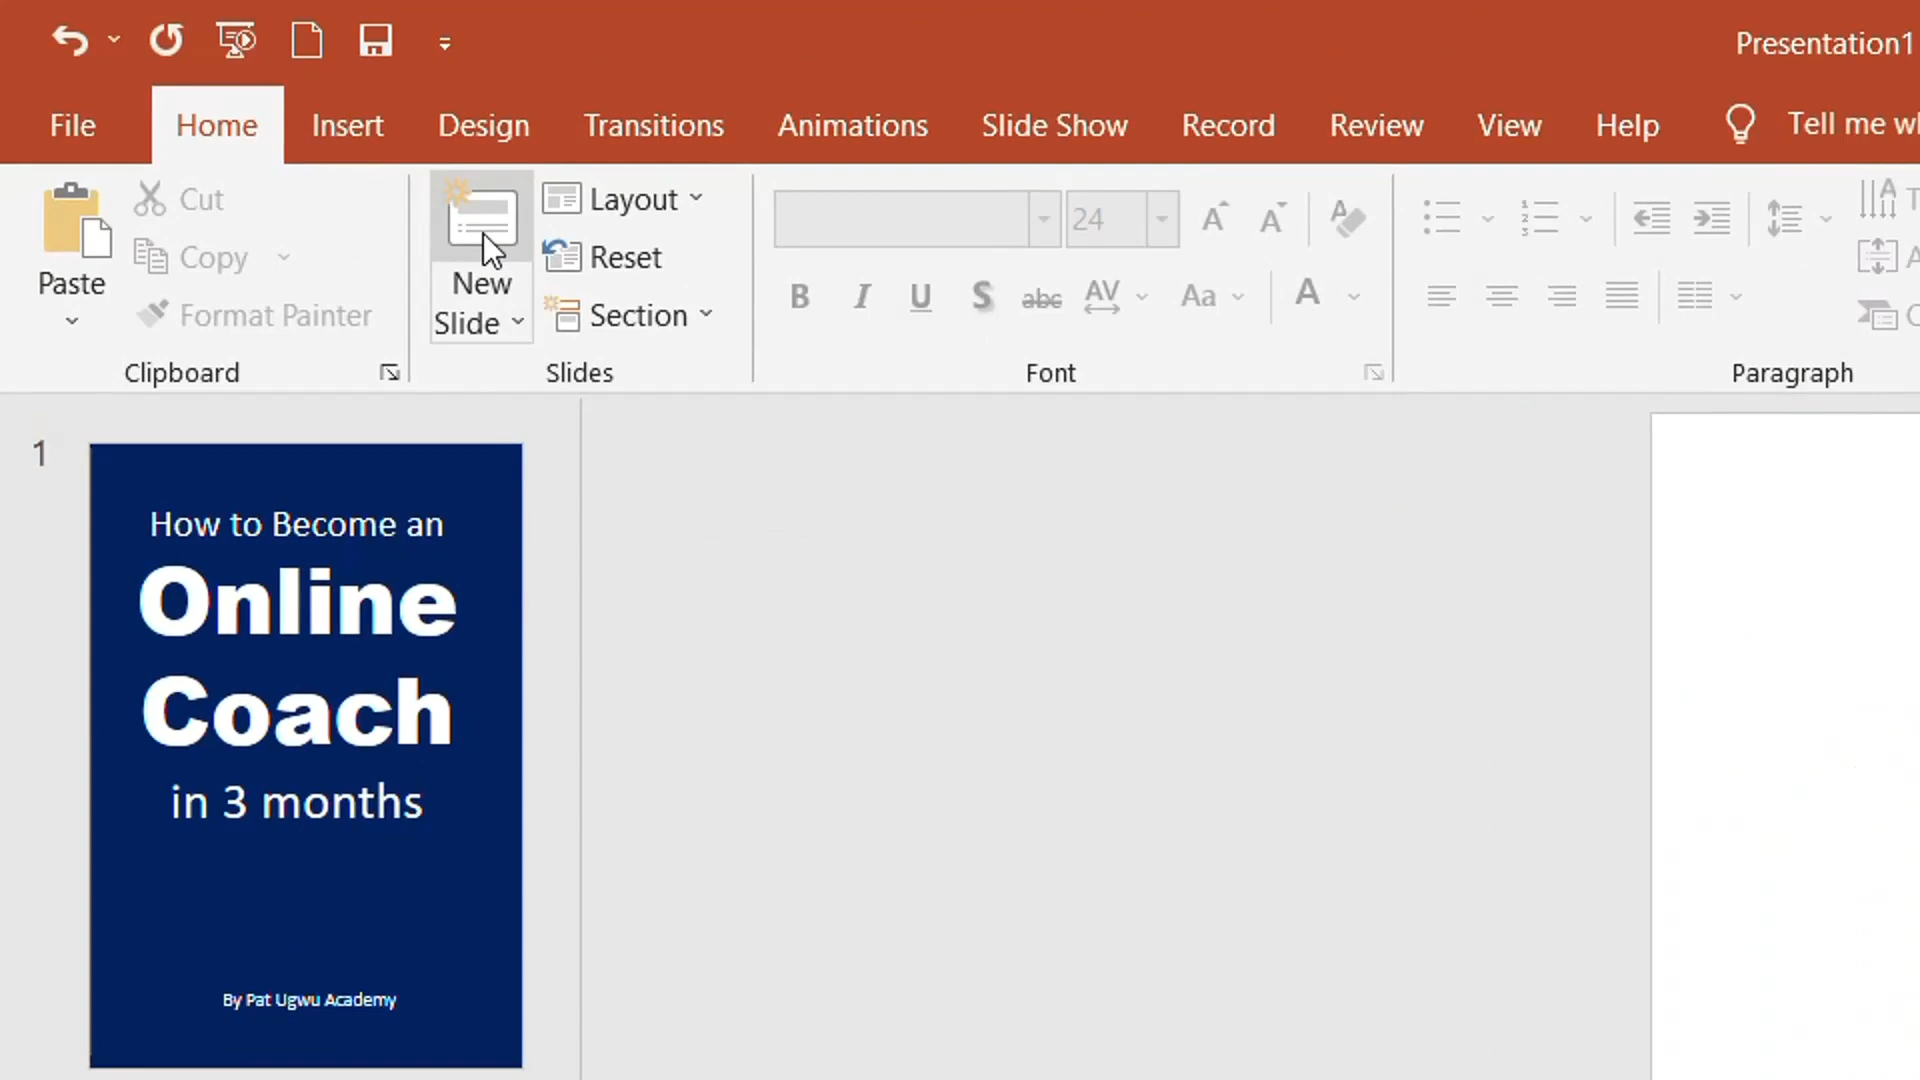 Presentation1
File Home Insert Design Transitions Animations Slide Show Record Review View Help Tell me
Paste
Cut
Copy
Format Painter
Clipboard
New
Slide
Layout
Reset
Section
Slides
24
B I U S abc AV Aa A
Font
Paragraph
1
How to Become an
Online
Coach
in 3 months
By Pat Ugwu Academy